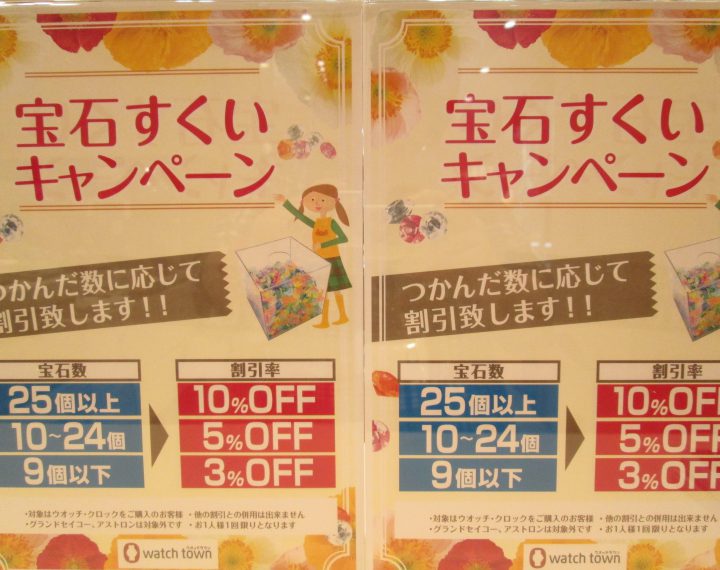 宝石すくい
キャンペーン
つかんだ数に応じて
割引致します!!
宝石数 割引率
25個以上 10%OFF
10~24個 5%OFF
9個以下 3%OFF
・対象はウオッチ・クロックをご購入のお客様 ・他の割引との併用は出来ません
・グランドセイコー、アストロンは対象外です ・お1人様1回限りとなります
watch town
宝石すくい
キャンペーン
つかんだ数に応じて
割引致します!!
宝石数 割引率
25個以上 10%OFF
10~24個 5%OFF
9個以下 3%OFF
・対象はウオッチ・クロックをご購入のお客様 ・他の割引との併用は出来ません
・グランドセイコー、アストロンは対象外です ・お1人様1回限りとなります
ウオッチタウン
watch town